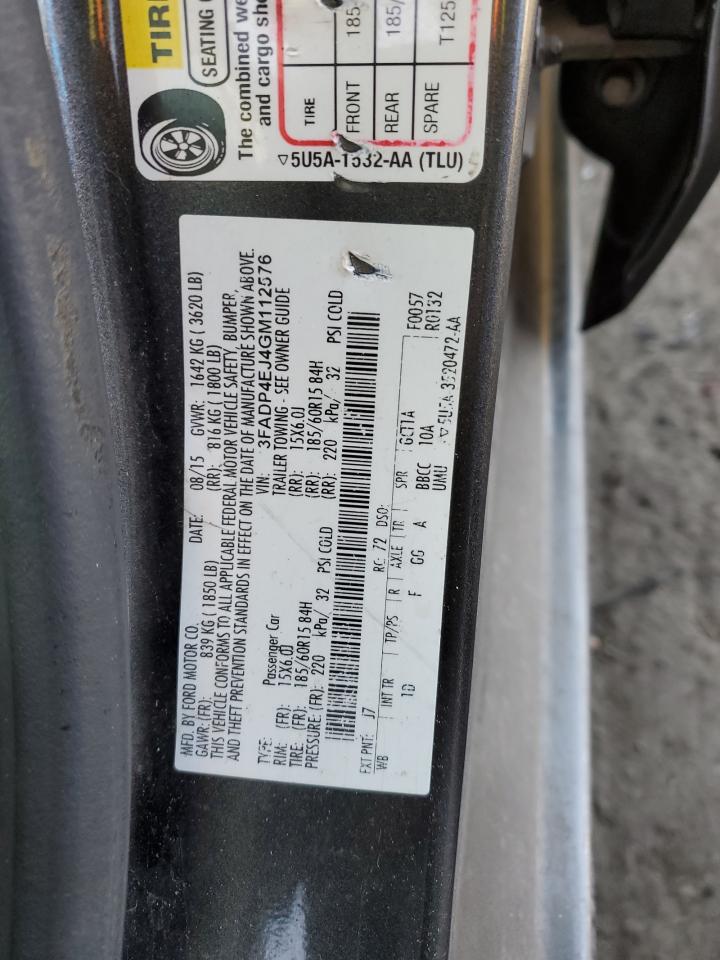 TIRE
SEATING
The combined we
and cargo sho
TIRE
FRONT 185
REAR 185/
SPARE T125
▽5U5A-1532-AA (TLU)
MFD. BY FORD MOTOR CO.
DATE: 08/15 GVWR: 1642 KG ( 3620 LB)
GAWR: (FR): 839 KG ( 1850 LB) (RR): 816 KG ( 1800 LB)
THIS VEHICLE CONFORMS TO ALL APPLICABLE FEDERAL MOTOR VEHICLE SAFETY, BUMPER,
AND THEFT PREVENTION STANDARDS IN EFFECT ON THE DATE OF MANUFACTURE SHOWN ABOVE.
VIN: 3FADP4EJ4GM112576
TYPE: Passenger Car TRAILER TOWING - SEE OWNER GUIDE
RIM: (FR): 15X6.0J (RR): 15X6.0J
TIRE: (FR): 185/60R15 84H (RR): 185/60R15 84H
PRESSURE: (FR): 220 kPa/ 32 PSI COLD (RR): 220 kPa/ 32 PSI COLD
EXT PNT: J7 RC: 72 DSO: F0057
R0132
WB INT TR TP/PS R AXLE TR SPR
1D F GG A BBCC 6CT1A
UMU 10A
▽5U5A-3520472-AA